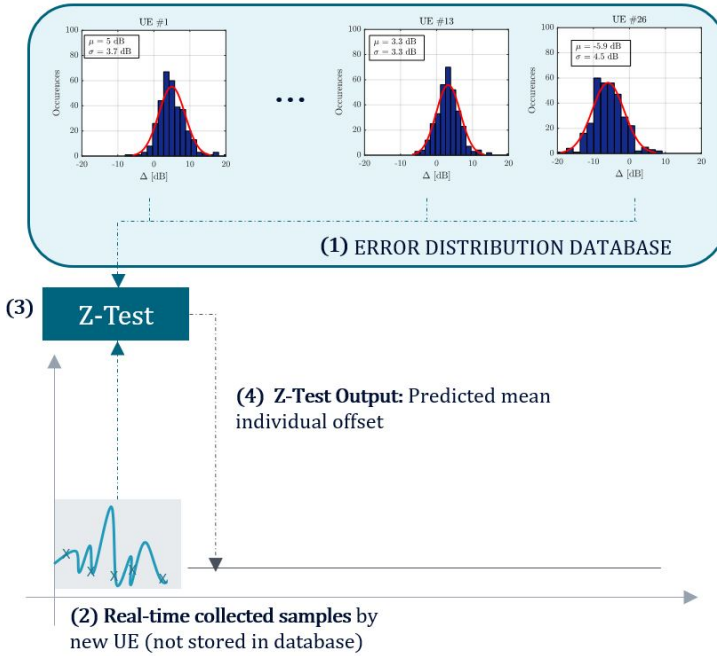 UE #1
UE #13
UE #26
μ = 5 dB
σ = 3.7 dB
μ = 3.3 dB
σ = 3.3 dB
μ = -5.9 dB
σ = 4.5 dB
Occurences
100
80
60
40
20
0
-20
-10
0
10
20
Δ [dB]
...
Occurences
100
80
60
40
20
0
-20
-10
0
10
20
Δ [dB]
Occurences
100
80
60
40
20
0
-20
-10
0
10
20
Δ [dB]
(1) ERROR DISTRIBUTION DATABASE
(3)
Z-Test
(4) Z-Test Output: Predicted mean
individual offset
(2) Real-time collected samples by
new UE (not stored in database)